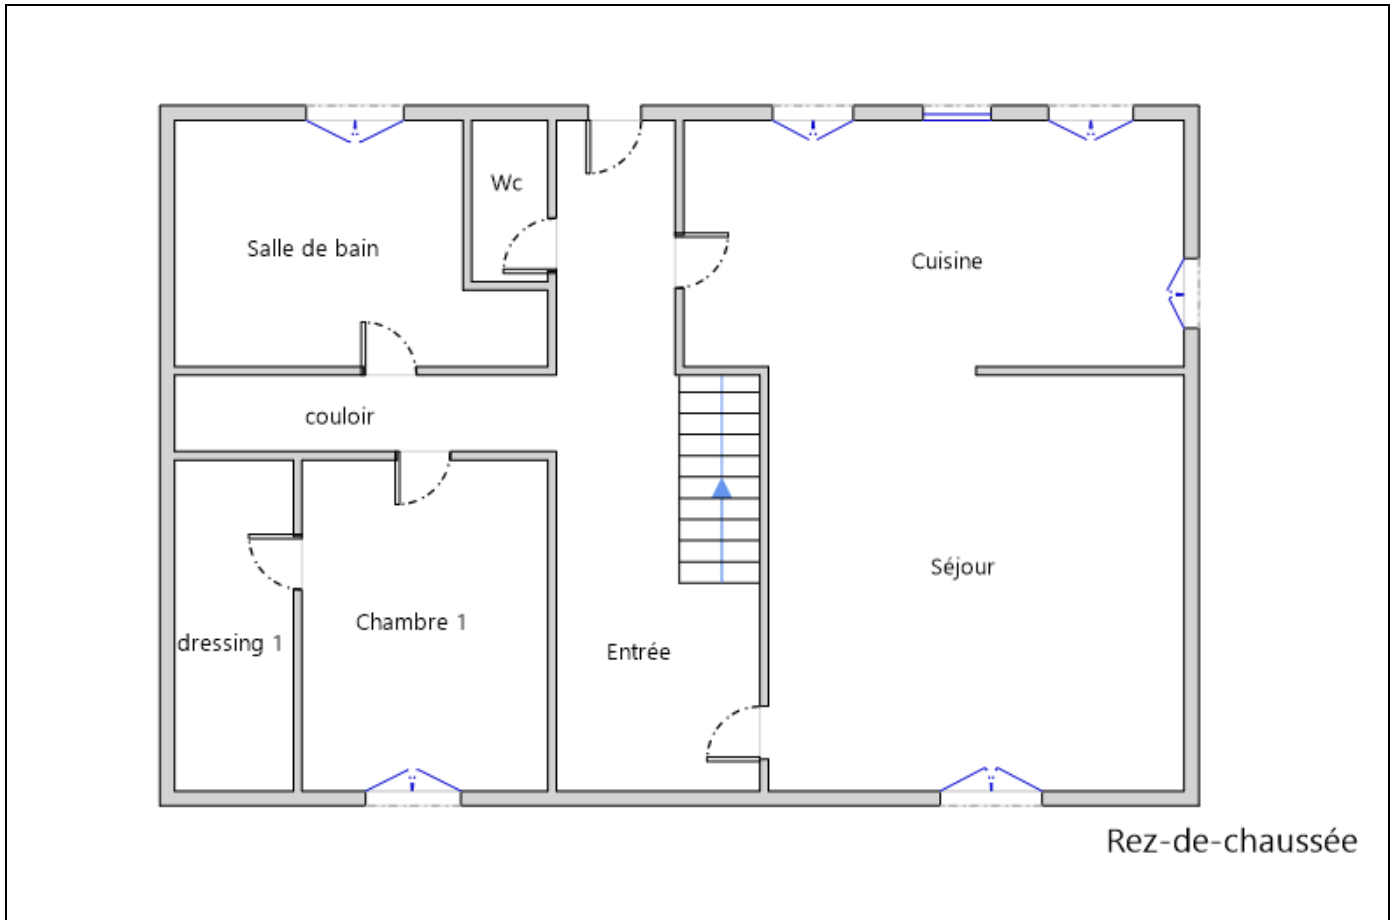 Wc
Salle de bain
Cuisine
couloir
Séjour
Chambre 1
dressing 1
Entrée
Rez-de-chaussée